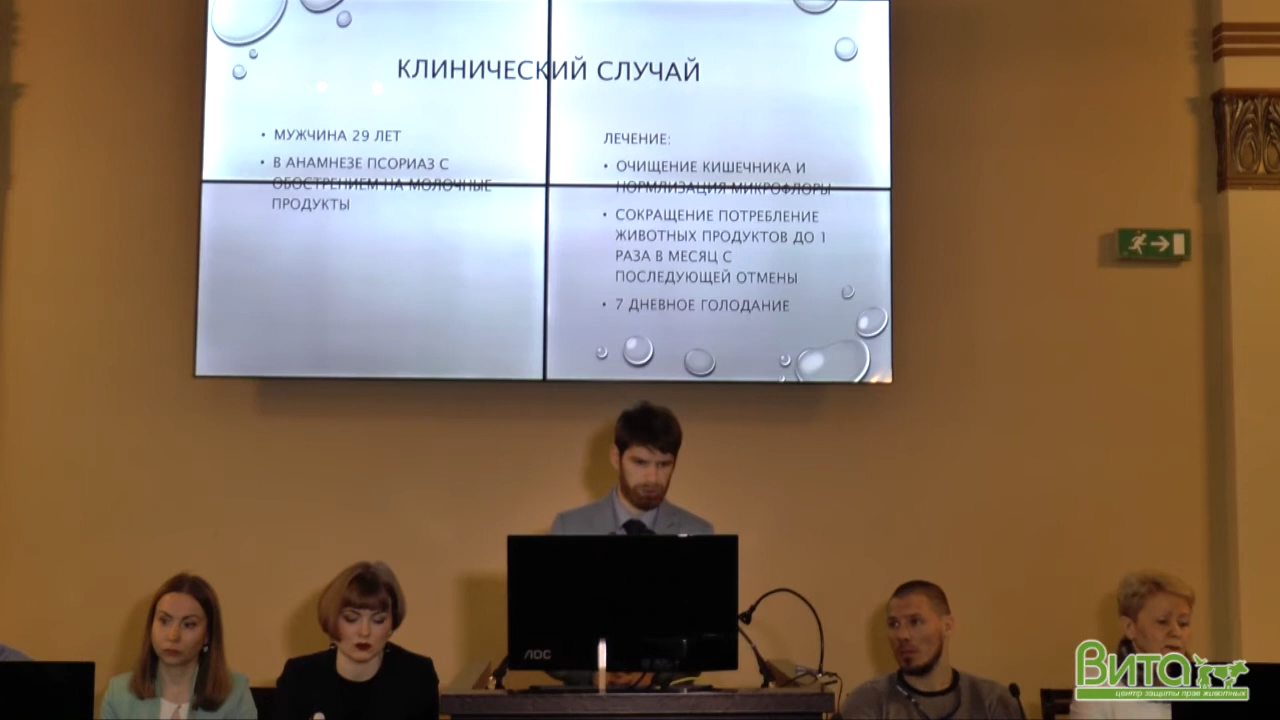 КЛИНИЧЕСКИЙ СЛУЧАЙ
• МУЖЧИНА 29 ЛЕТ
• В АНАМНЕЗЕ ПСОРИАЗ С
ОБОСТРЕНИЕМ НА МОЛОЧНЫЕ
ПРОДУКТЫ
ЛЕЧЕНИЕ:
• ОЧИЩЕНИЕ КИШЕЧНИКА И
НОРМЛИЗАЦИЯ МИКРОФЛОРЫ
• СОКРАЩЕНИЕ ПОТРЕБЛЕНИЕ
ЖИВОТНЫХ ПРОДУКТОВ ДО 1
РАЗА В МЕСЯЦ С
ПОСЛЕДУЮЩЕЙ ОТМЕНЫ
• 7 ДНЕВНОЕ ГОЛОДАНИЕ
AOC
Вита
центр защиты прав животных